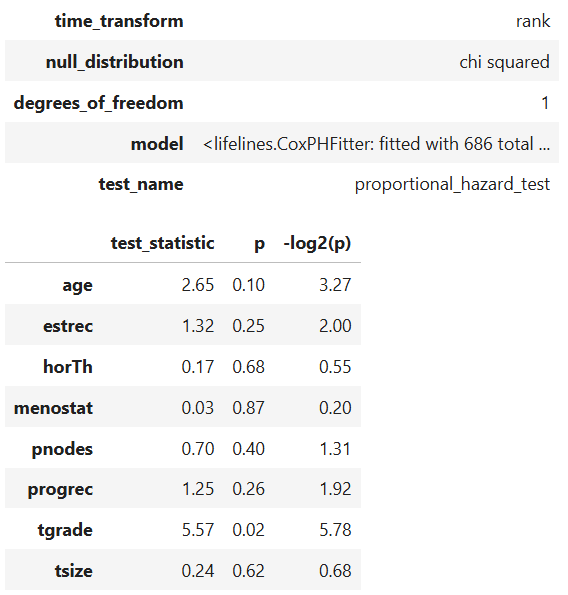 time_transform rank
null_distribution chi squared
degrees_of_freedom 1
model <lifelines.CoxPHFitter: fitted with 686 total ...
test_name proportional_hazard_test
test_statistic p -log2(p)
age 2.65 0.10 3.27
estrec 1.32 0.25 2.00
horTh 0.17 0.68 0.55
menostat 0.03 0.87 0.20
pnodes 0.70 0.40 1.31
progrec 1.25 0.26 1.92
tgrade 5.57 0.02 5.78
tsize 0.24 0.62 0.68